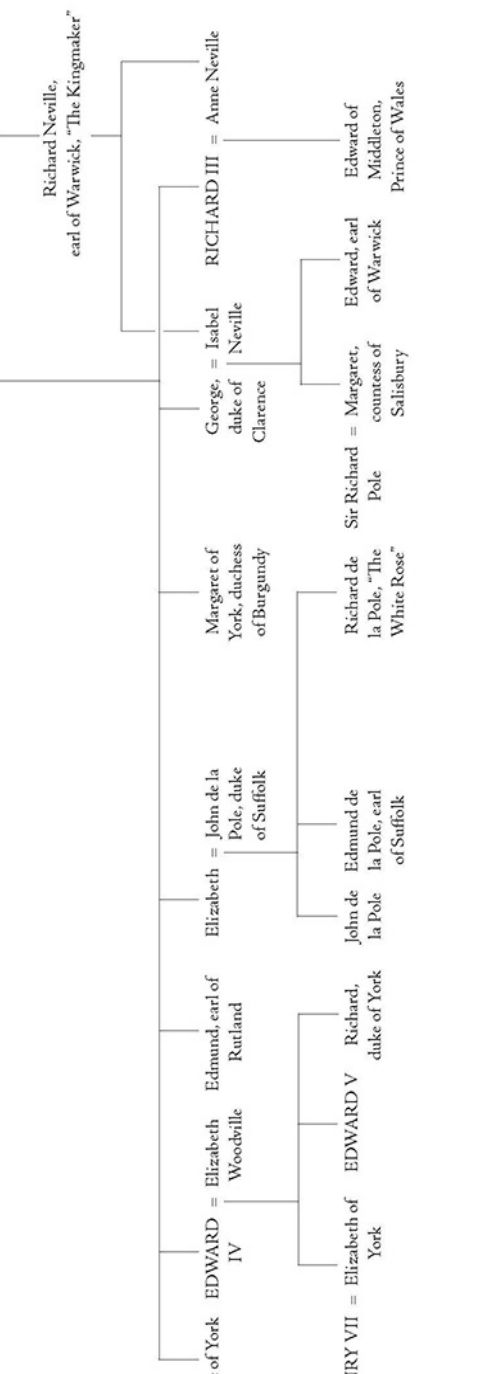 Richard Neville,
earl of Warwick, “The Kingmaker”
of York
EDWARD
IV
=
Elizabeth
Woodville
Edmund, earl of
Rutland
Elizabeth
=
John de la
Pole, duke
of Suffolk
Margaret of
York, duchess
of Burgundy
George,
duke of
Clarence
=
Isabel
Neville
RICHARD III
=
Anne Neville
RY VII
=
Elizabeth of
York
EDWARD V
Richard,
duke of York
John de
la Pole
Edmund de
la Pole, earl
of Suffolk
Richard de
la Pole, “The
White Rose”
Sir Richard
Pole
=
Margaret,
countess of
Salisbury
Edward, earl
of Warwick
Edward of
Middleton,
Prince of Wales